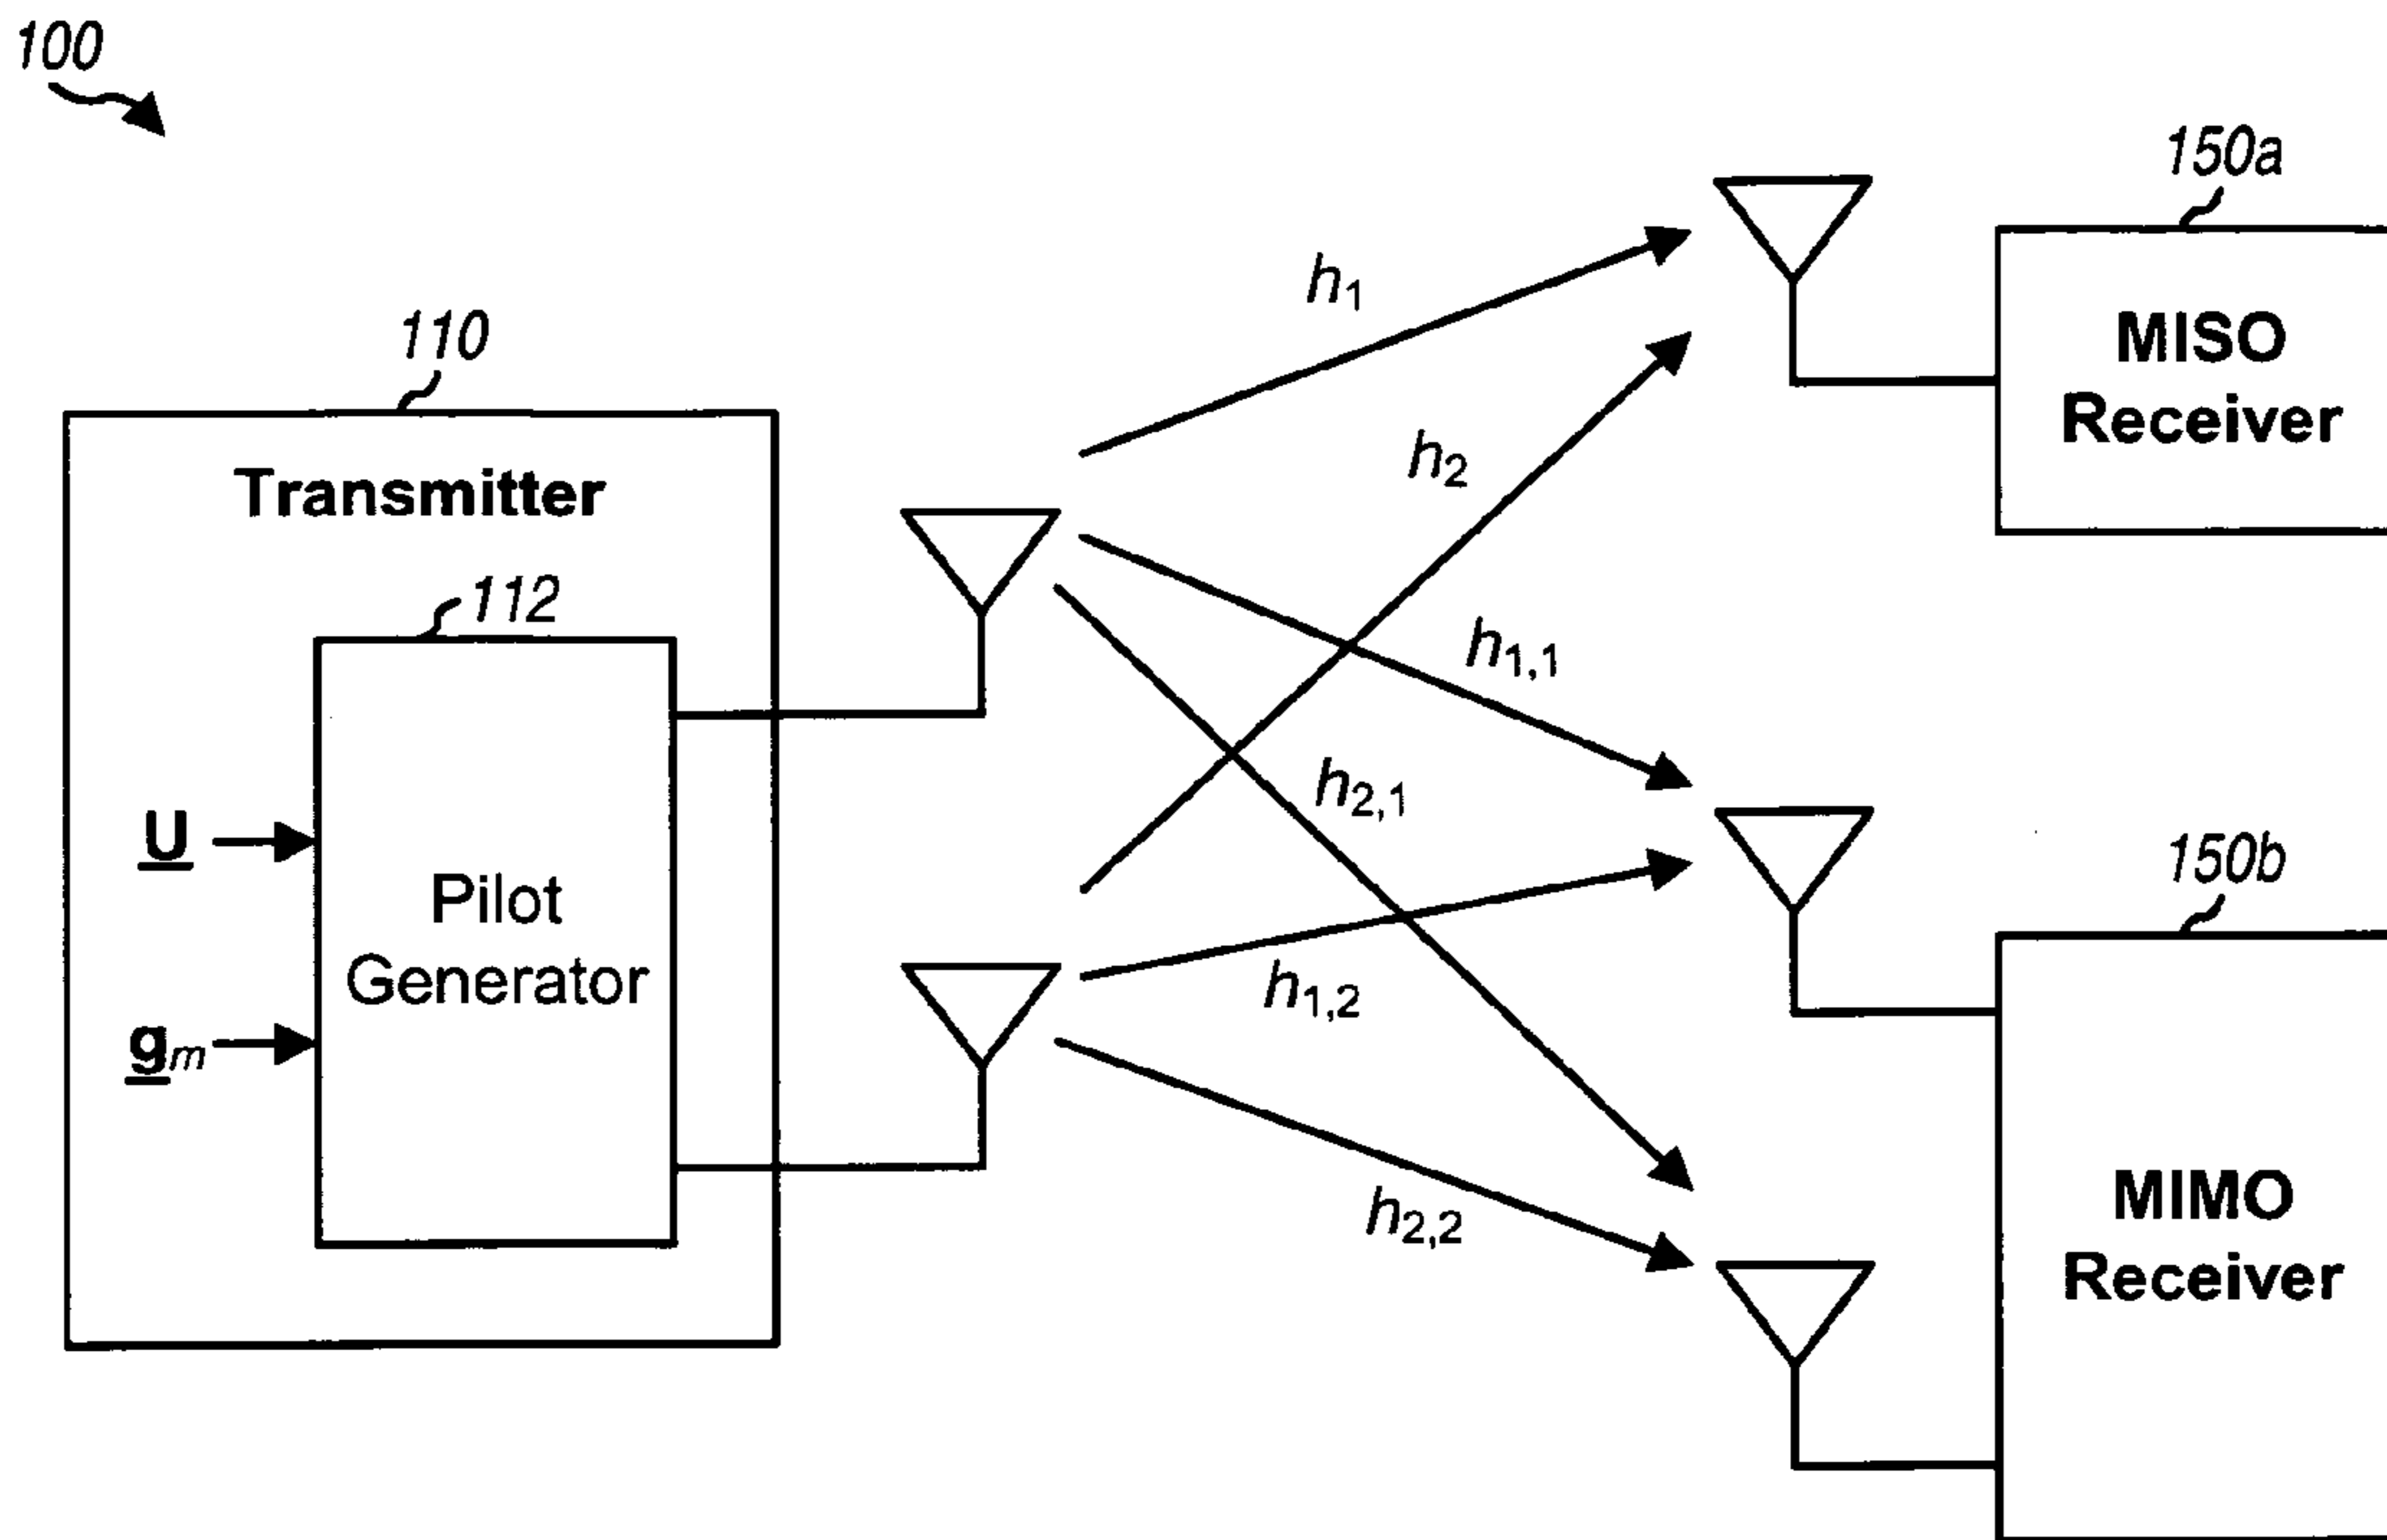 100
150a
h1
MISO
Receiver
110
h2
Transmitter
112
h1,1
h2,1
U
150b
Pilot
Generator
h1,2
gm
MIMO
Receiver
h2,2